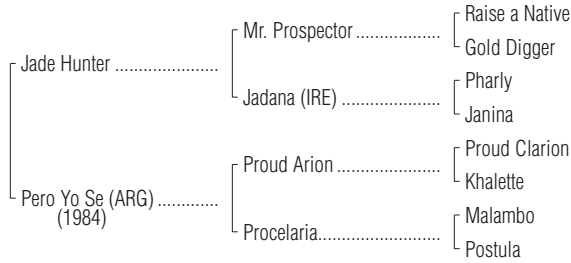 Raise a Native
Mr. Prospector ..................
Gold Digger
Jade Hunter ......................
Pharly
Jadana (IRE) .....................
Janina
Proud Clarion
Proud Arion ......................
Khalette
Pero Yo Se (ARG) .............
(1984)
Malambo
Procelaria..........................
Postula